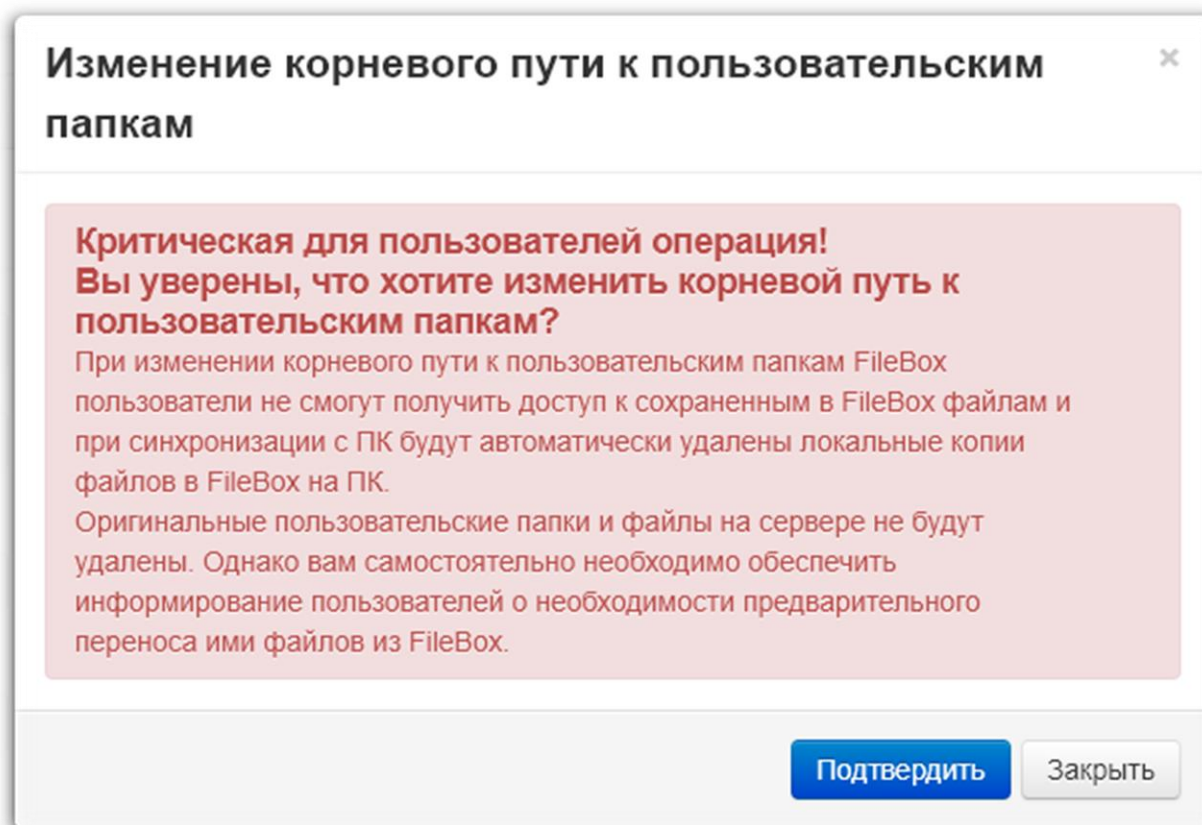 Изменение корневого пути к пользовательским
папкам
×
Критическая для пользователей операция!
Вы уверены, что хотите изменить корневой путь к
пользовательским папкам?
При изменении корневого пути к пользовательским папкам FileBox
пользователи не смогут получить доступ к сохраненным в FileBox файлам и
при синхронизации с ПК будут автоматически удалены локальные копии
файлов в FileBox на ПК.
Оригинальные пользовательские папки и файлы на сервере не будут
удалены. Однако вам самостоятельно необходимо обеспечить
информирование пользователей о необходимости предварительного
переноса ими файлов из FileBox.
Подтвердить
Закрыть